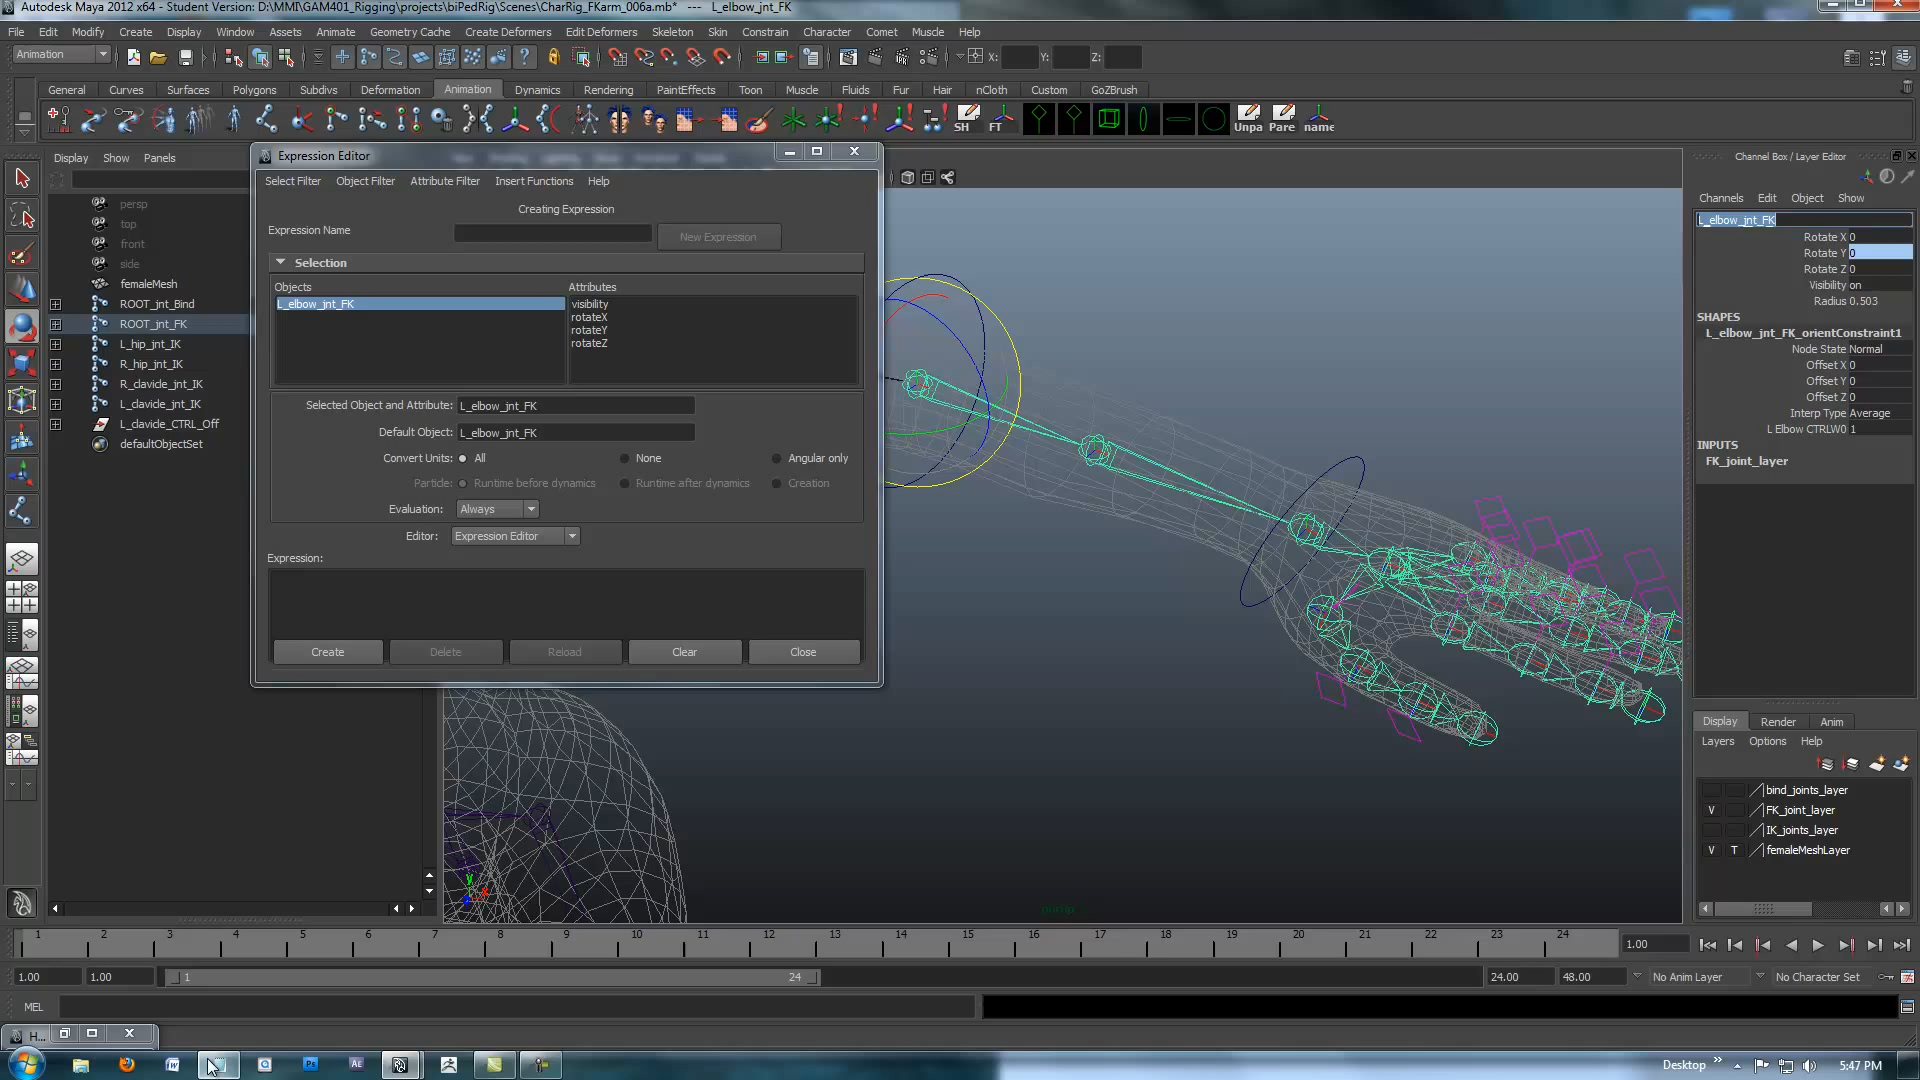 Autodesk Maya 2012 x64 - Student Version: D:\MMI\GAM401_Rigging\projects\biPedRig\Scenes\CharRig_FKarm_006a.mb* --- L_elbow_jnt_FK
File Edit Modify Create Display Window Assets Animate Geometry Cache Create Deformers Edit Deformers Skeleton Skin Constrain Character Comet Muscle Help
Animation X: Y: Z:
General Curves Surfaces Polygons Subdivs Deformation Animation Dynamics Rendering PaintEffects Toon Muscle Fluids Fur Hair nCloth Custom GoZBrush
SH FT Unpa Pare name
Display Show Panels
persp
top
front
side
femaleMesh
ROOT_jnt_Bind
ROOT_jnt_FK
L_hip_jnt_IK
R_hip_jnt_IK
R_clavicle_jnt_IK
L_clavicle_jnt_IK
L_clavicle_CTRL_Off
defaultObjectSet
Expression Editor
Select Filter Object Filter Attribute Filter Insert Functions Help
Creating Expression
Expression Name New Expression
Selection
Objects Attributes
L_elbow_jnt_FK visibility
rotateX
rotateY
rotateZ
Selected Object and Attribute: L_elbow_jnt_FK
Default Object: L_elbow_jnt_FK
Convert Units: All None Angular only
Particle: Runtime before dynamics Runtime after dynamics Creation
Evaluation: Always
Editor: Expression Editor
Expression:
Create Delete Reload Clear Close
Channel Box / Layer Editor
Channels Edit Object Show
L_elbow_jnt_FK
Rotate X 0
Rotate Y 0
Rotate Z 0
Visibility on
Radius 0.503
SHAPES
L_elbow_jnt_FK_orientConstraint1
Node State Normal
Offset X 0
Offset Y 0
Offset Z 0
Interp Type Average
L Elbow CTRLW0 1
INPUTS
FK_joint_layer
Display Render Anim
Layers Options Help
bind_joints_layer
V FK_joint_layer
IK_joints_layer
V T femaleMeshLayer
y x
persp
1 2 3 4 5 6 7 8 9 10 11 12 13 14 15 16 17 18 19 20 21 22 23 24 1.00
1.00 1.00 1 24 24.00 48.00 No Anim Layer No Character Set
MEL
H...
Ps Ae Desktop 5:47 PM